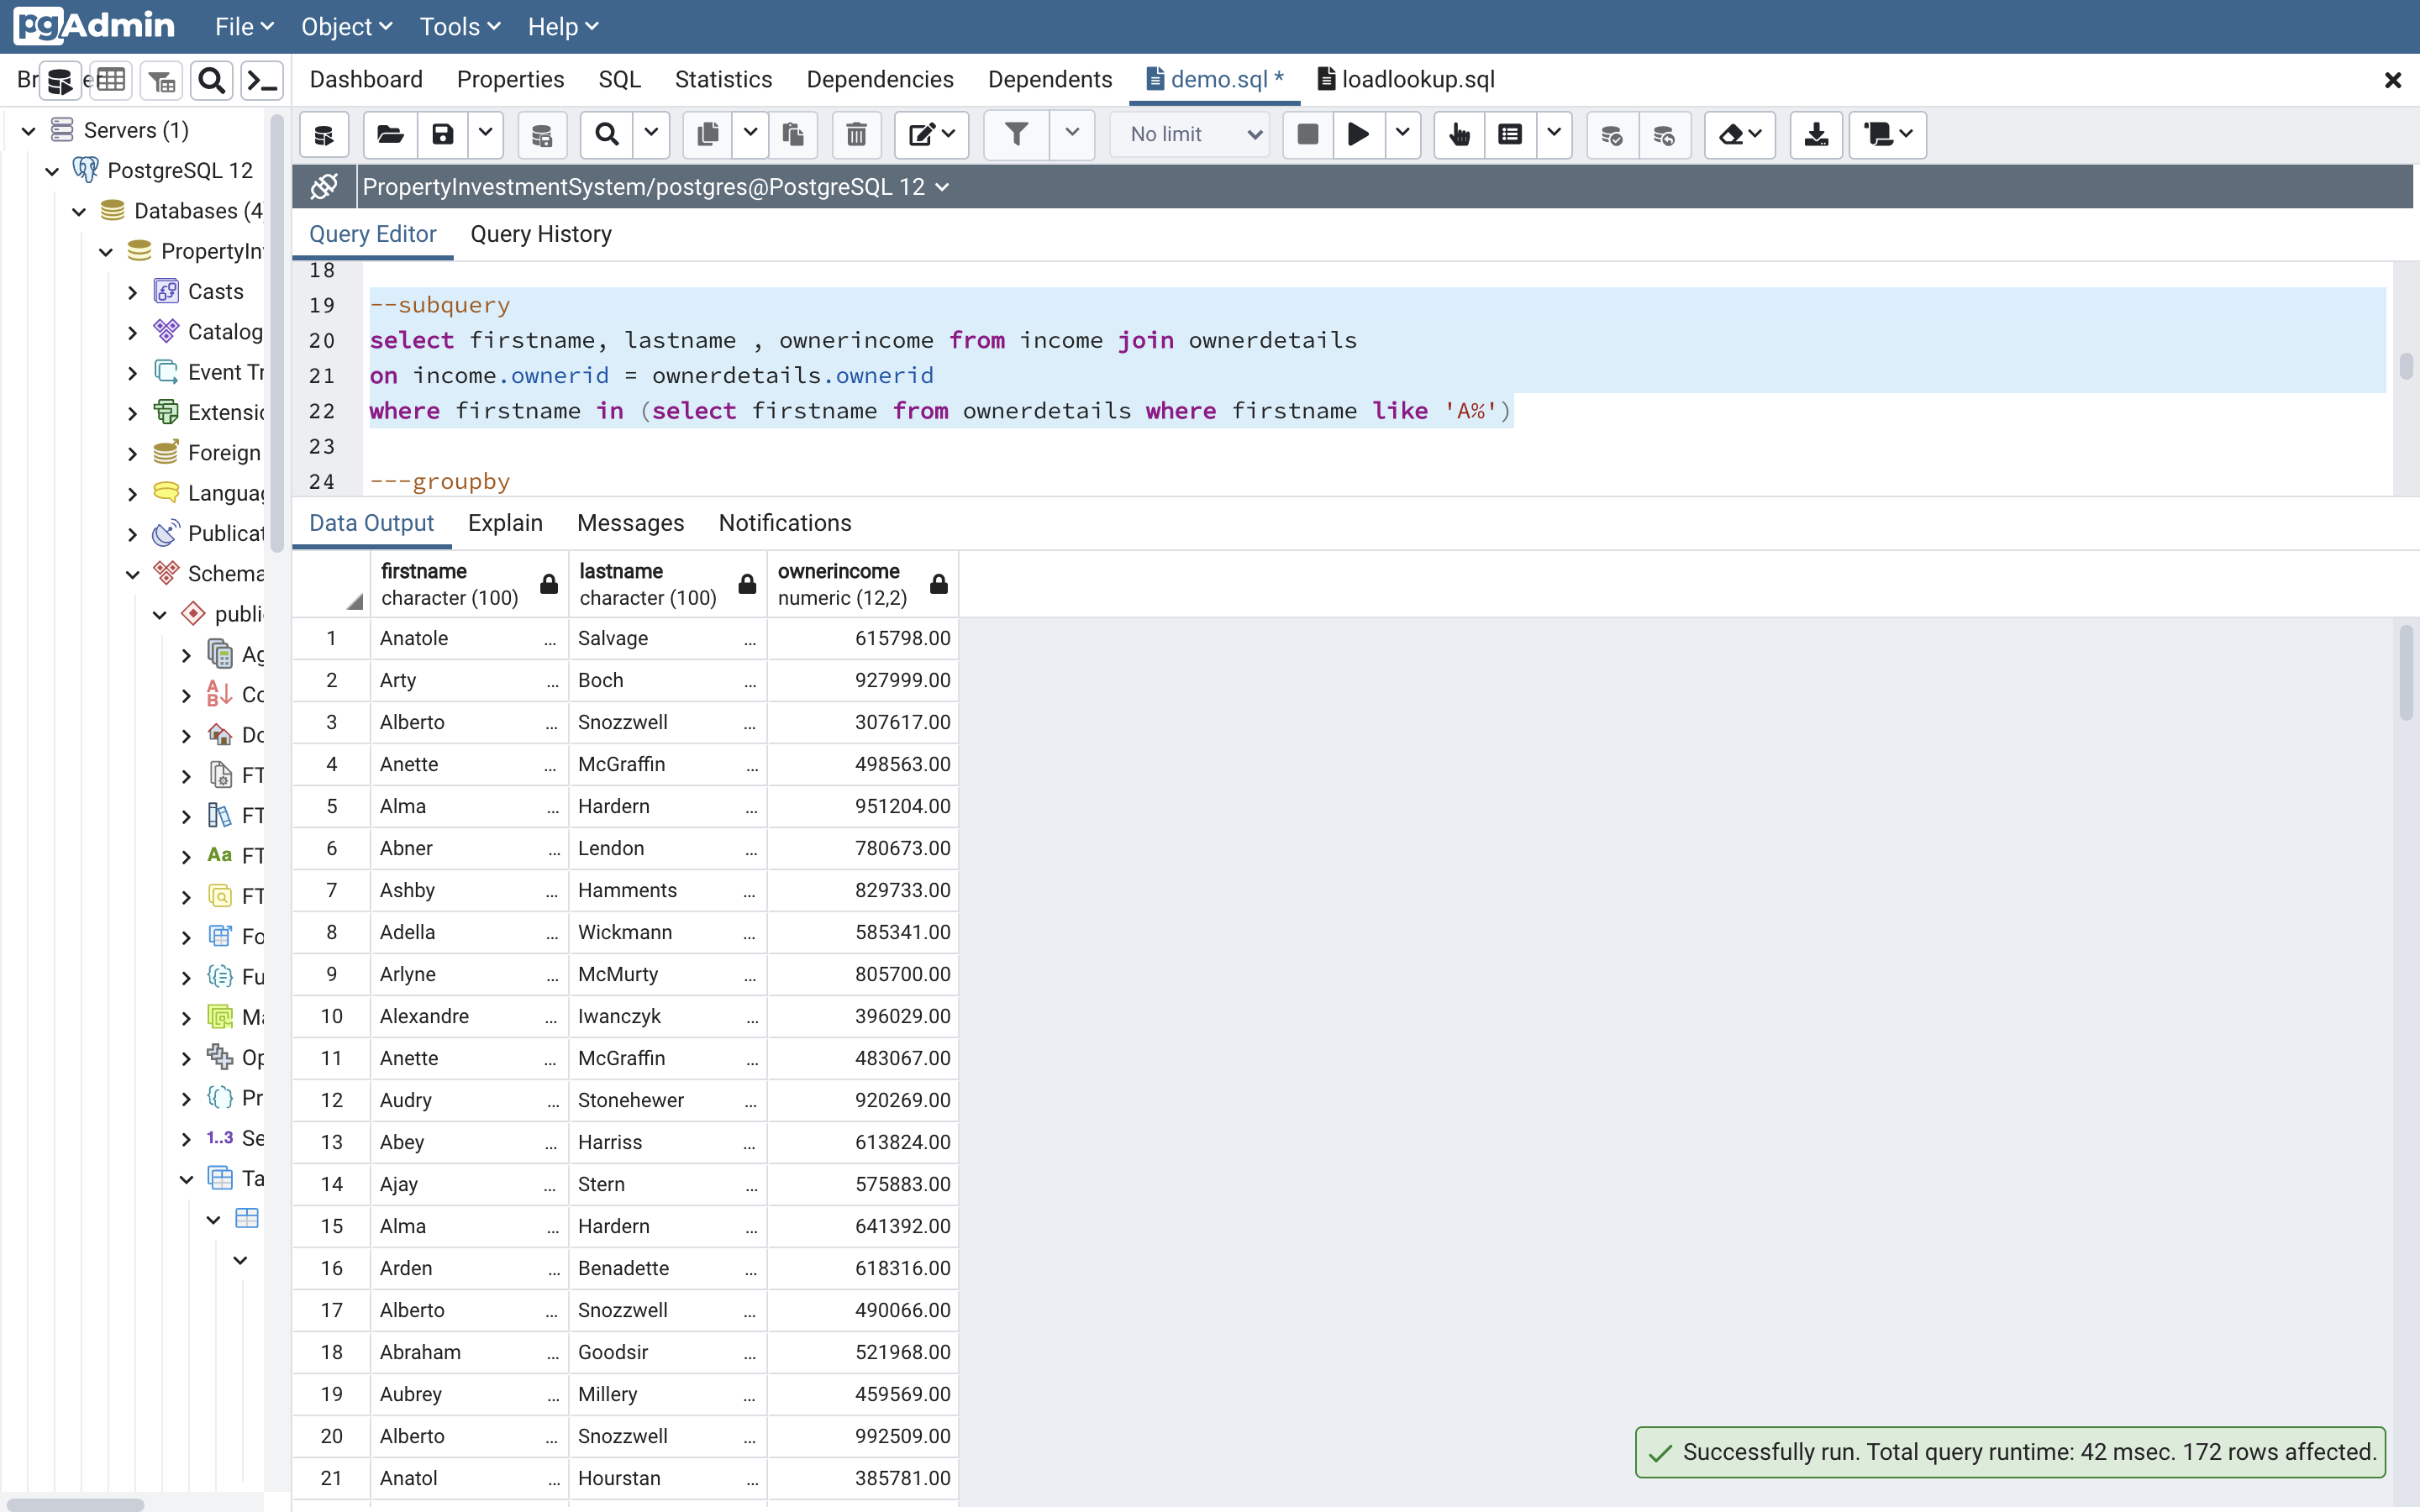 pgAdmin File Object Tools Help
Dashboard Properties SQL Statistics Dependencies Dependents demo.sql * loadlookup.sql
Servers (1)
PostgreSQL 12
Databases (4
PropertyIn
Casts
Catalog
Event Tr
Extensio
Foreign
Languag
Publicat
Schema
publi
Ag
Co
Do
FT
FT
Aa FT
FT
Fo
Fu
Ma
Op
Pr
1..3 Se
Ta
No limit
PropertyInvestmentSystem/postgres@PostgreSQL 12
Query Editor Query History
18
19 --subquery
20 select firstname, lastname , ownerincome from income join ownerdetails
21 on income.ownerid = ownerdetails.ownerid
22 where firstname in (select firstname from ownerdetails where firstname like 'A%')
23
24 ---groupby
Data Output Explain Messages Notifications
firstname lastname ownerincome
character (100) character (100) numeric (12,2)
1 Anatole ... Salvage ... 615798.00
2 Arty ... Boch ... 927999.00
3 Alberto ... Snozzwell ... 307617.00
4 Anette ... McGraffin ... 498563.00
5 Alma ... Hardern ... 951204.00
6 Abner ... Lendon ... 780673.00
7 Ashby ... Hamments ... 829733.00
8 Adella ... Wickmann ... 585341.00
9 Arlyne ... McMurty ... 805700.00
10 Alexandre ... Iwanczyk ... 396029.00
11 Anette ... McGraffin ... 483067.00
12 Audry ... Stonehewer ... 920269.00
13 Abey ... Harriss ... 613824.00
14 Ajay ... Stern ... 575883.00
15 Alma ... Hardern ... 641392.00
16 Arden ... Benadette ... 618316.00
17 Alberto ... Snozzwell ... 490066.00
18 Abraham ... Goodsir ... 521968.00
19 Aubrey ... Millery ... 459569.00
20 Alberto ... Snozzwell ... 992509.00
21 Anatol ... Hourstan ... 385781.00
Successfully run. Total query runtime: 42 msec. 172 rows affected.